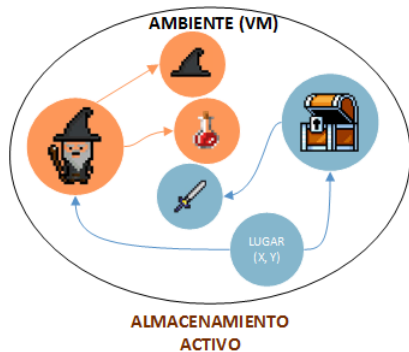 AMBIENTE (VM)
LUGAR
(X, Y)
ALMACENAMIENTO
ACTIVO